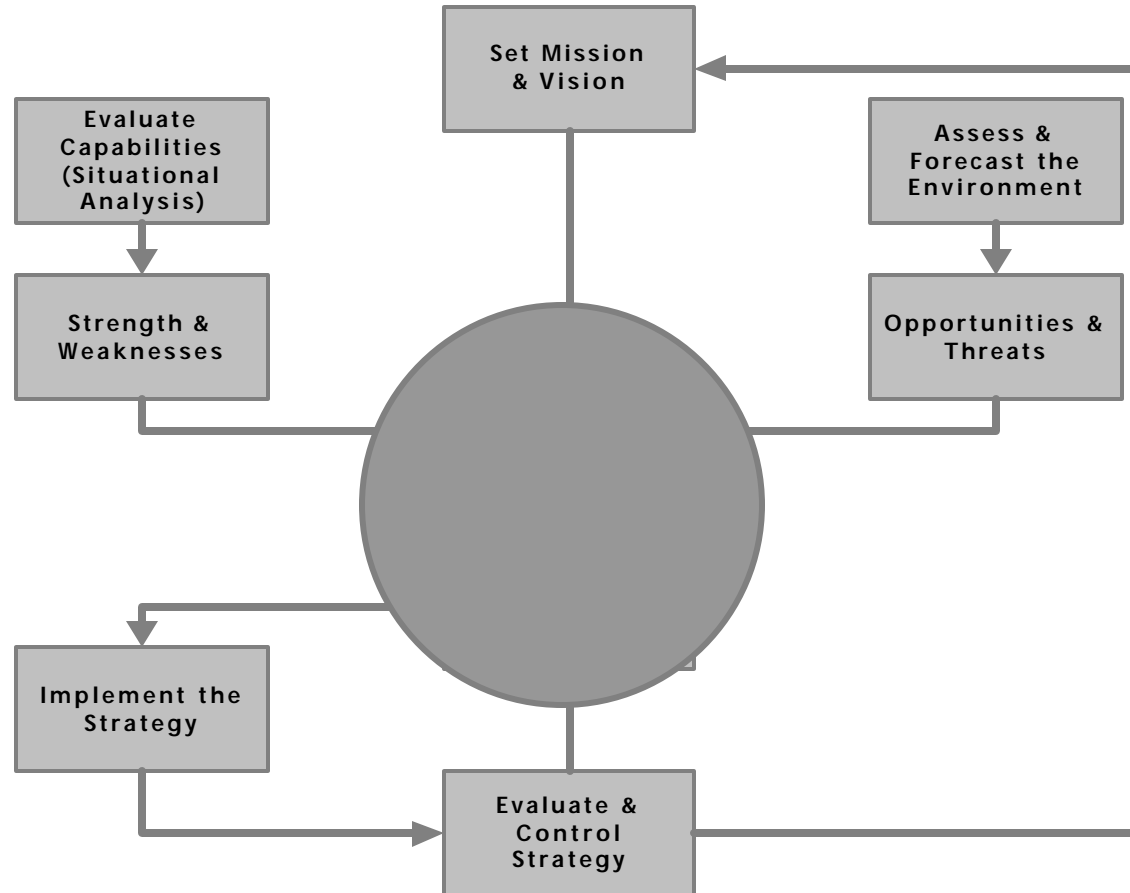 Set Mission
& Vision
Evaluate
Capabilities
(Situational
Analysis)
Assess &
Forecast the
Environment
Strength &
Weaknesses
Opportunities &
Threats
Implement the
Strategy
Evaluate &
Control
Strategy